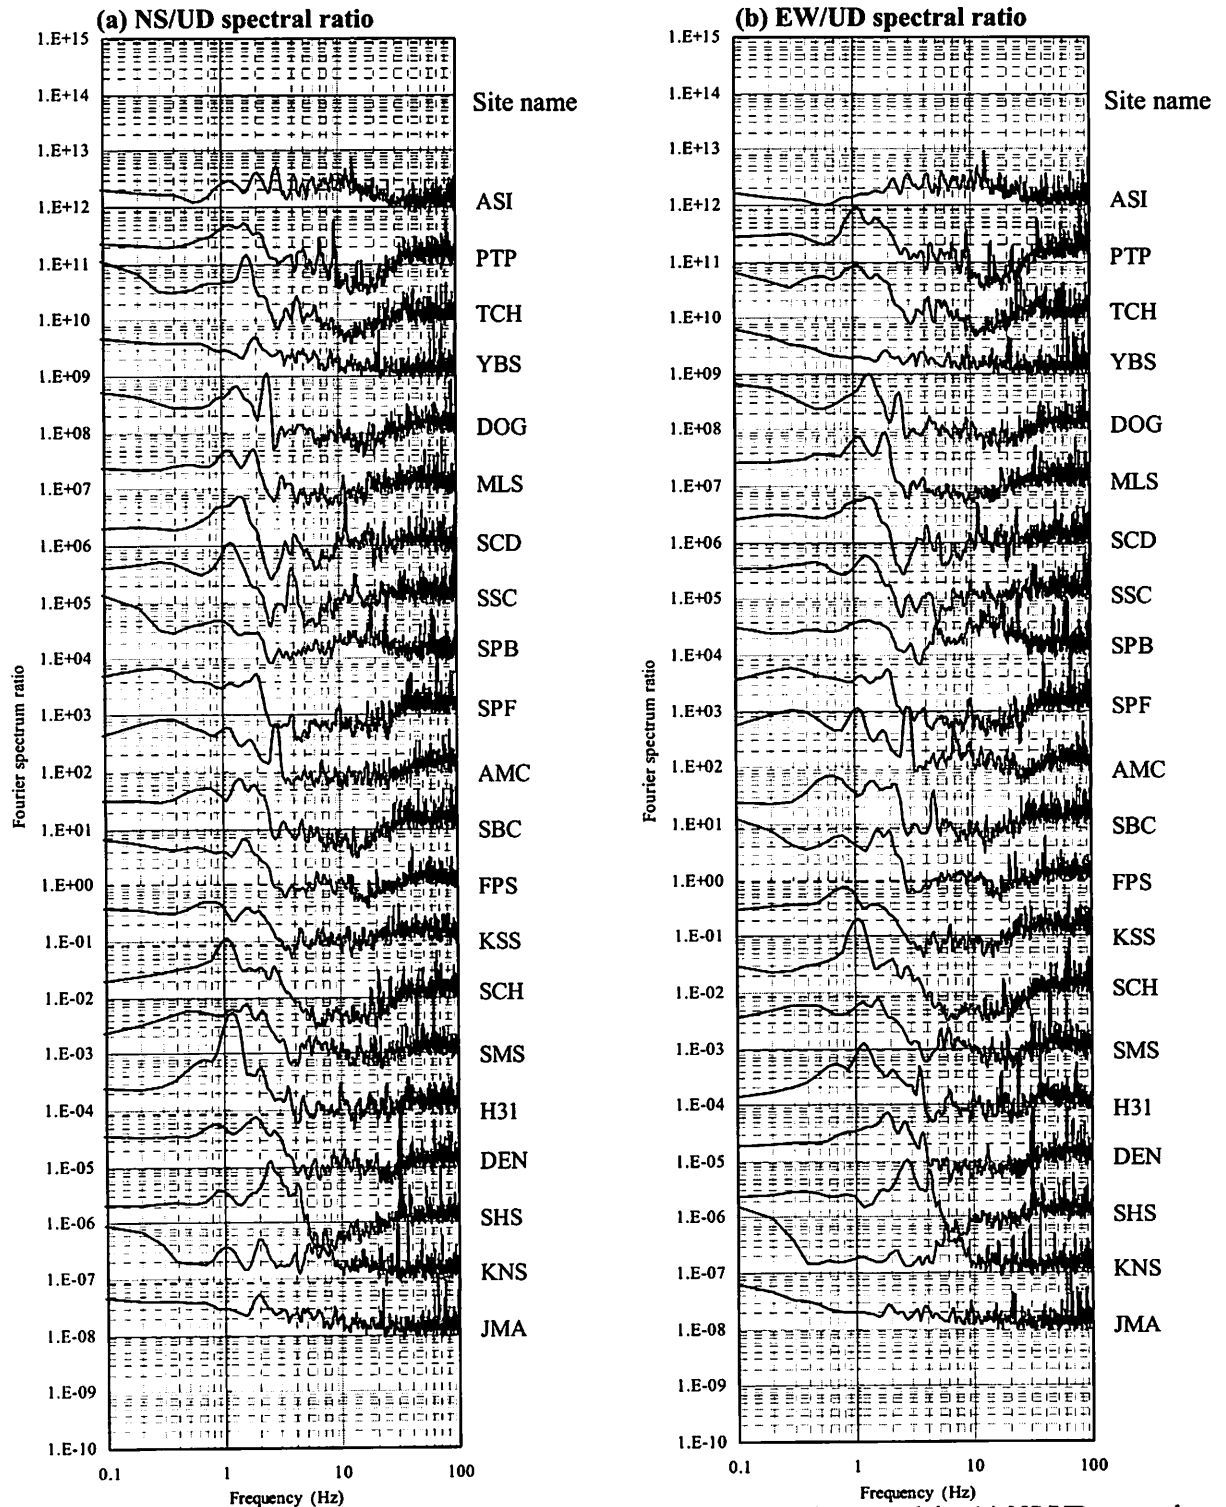 (a) NS/UD spectral ratio
1.E+15
1.E+14
1.E+13
1.E+12
1.E+11
1.E+10
1.E+09
1.E+08
1.E+07
1.E+06
1.E+05
1.E+04
1.E+03
1.E+02
1.E+01
1.E+00
1.E-01
1.E-02
1.E-03
1.E-04
1.E-05
1.E-06
1.E-07
1.E-08
1.E-09
1.E-10
Fourier spectrum ratio
0.1 1 10 100
Frequency (Hz)
Site name
ASI
PTP
TCH
YBS
DOG
MLS
SCD
SSC
SPB
SPF
AMC
SBC
FPS
KSS
SCH
SMS
H31
DEN
SHS
KNS
JMA
(b) EW/UD spectral ratio
1.E+15
1.E+14
1.E+13
1.E+12
1.E+11
1.E+10
1.E+09
1.E+08
1.E+07
1.E+06
1.E+05
1.E+04
1.E+03
1.E+02
1.E+01
1.E+00
1.E-01
1.E-02
1.E-03
1.E-04
1.E-05
1.E-06
1.E-07
1.E-08
1.E-09
1.E-10
Fourier spectrum ratio
0.1 1 10 100
Frequency (Hz)
Site name
ASI
PTP
TCH
YBS
DOG
MLS
SCD
SSC
SPB
SPF
AMC
SBC
FPS
KSS
SCH
SMS
H31
DEN
SHS
KNS
JMA